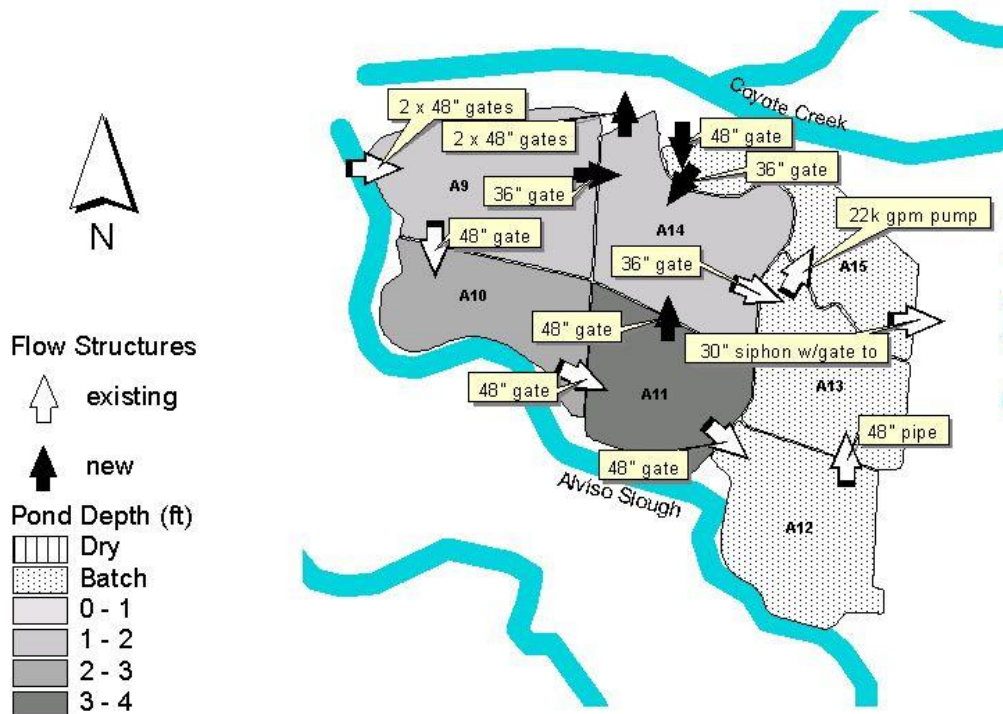 Coyote Creek
2 x 48" gates
2 x 48" gates
48" gate
36" gate
36" gate
A9
22k gpm pump
48" gate
A14
36" gate
A15
A10
48" gate
30" siphon w/gate to
48" gate
A11
A13
48" pipe
48" gate
Alviso Slough
A12
N
Flow Structures
existing
new
Pond Depth (ft)
Dry
Batch
0 - 1
1 - 2
2 - 3
3 - 4